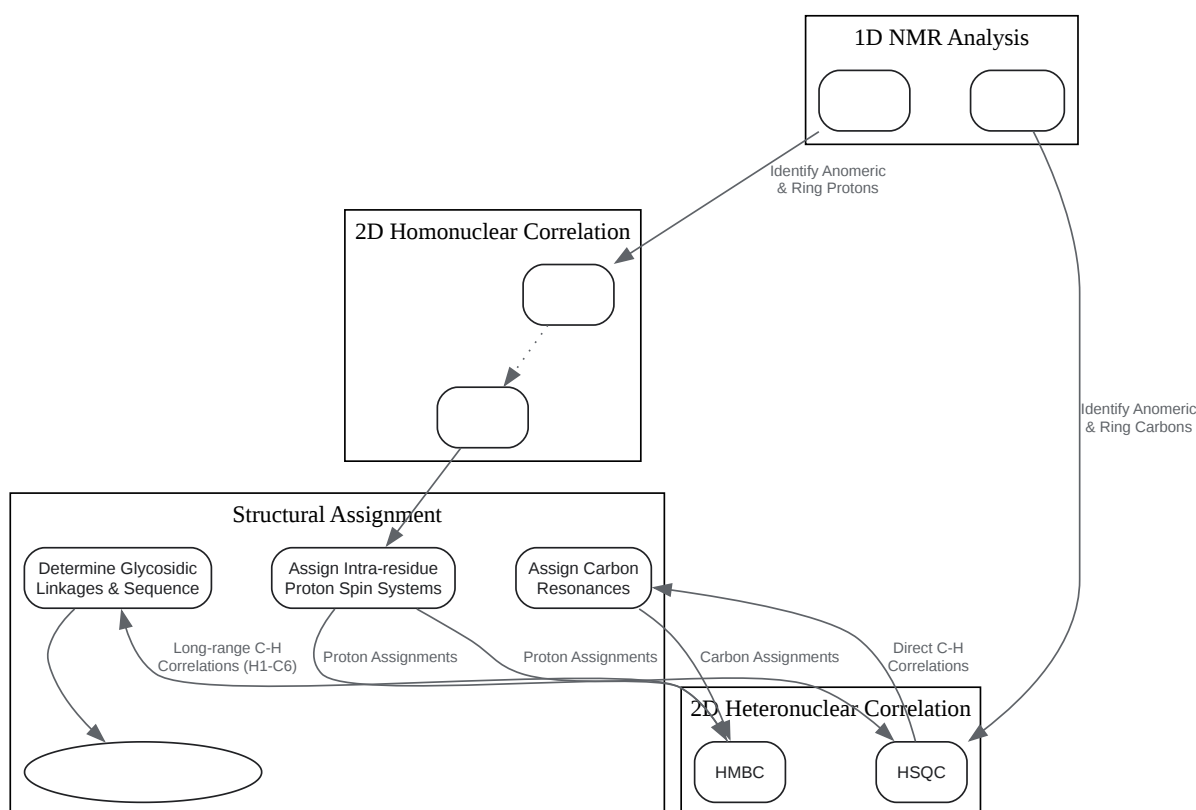 1D NMR Analysis
Identify Anomeric
& Ring Protons
2D Homonuclear Correlation
Identify Anomeric
& Ring Carbons
Structural Assignment
Determine Glycosidic
Linkages & Sequence
Assign Intra-residue
Proton Spin Systems
Assign Carbon
Resonances
Long-range C-H
Correlations (H1-C6)
Proton Assignments
Proton Assignments
Carbon Assignments
Direct C-H
Correlations
2D Heteronuclear Correlation
HMBC
HSQC